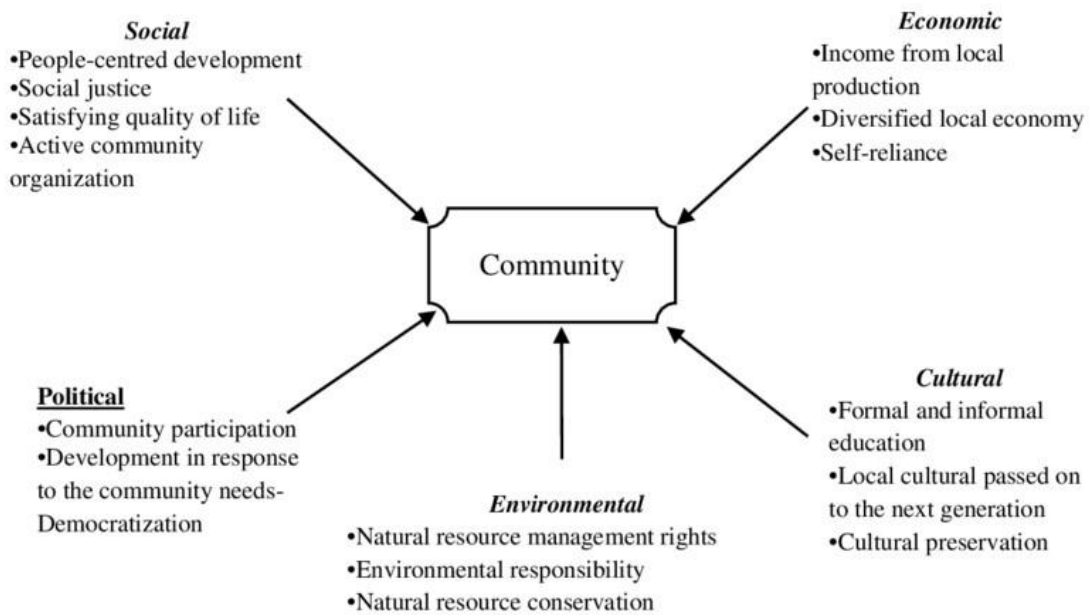 Social
•People-centred development
•Social justice
•Satisfying quality of life
•Active community
organization
Economic
•Income from local
production
•Diversified local economy
•Self-reliance
Community
Political
•Community participation
•Development in response
to the community needs-
Democratization
Environmental
•Natural resource management rights
•Environmental responsibility
•Natural resource conservation
Cultural
•Formal and informal
education
•Local cultural passed on
to the next generation
•Cultural preservation